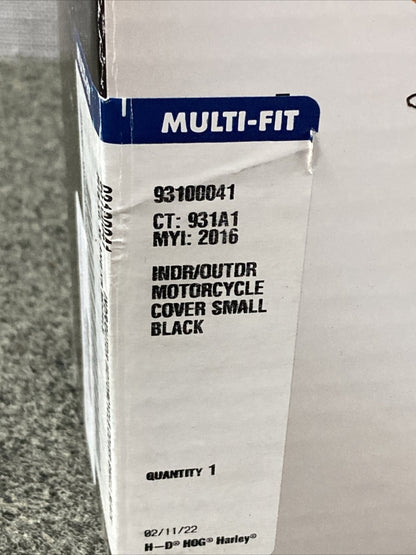 MULTI-FIT
93100041
CT: 931A1
MYI: 2016
INDR/OUTDR
MOTORCYCLE
COVER SMALL
BLACK
QUANTITY 1
02/11/22
H-D® HOG® Harley®